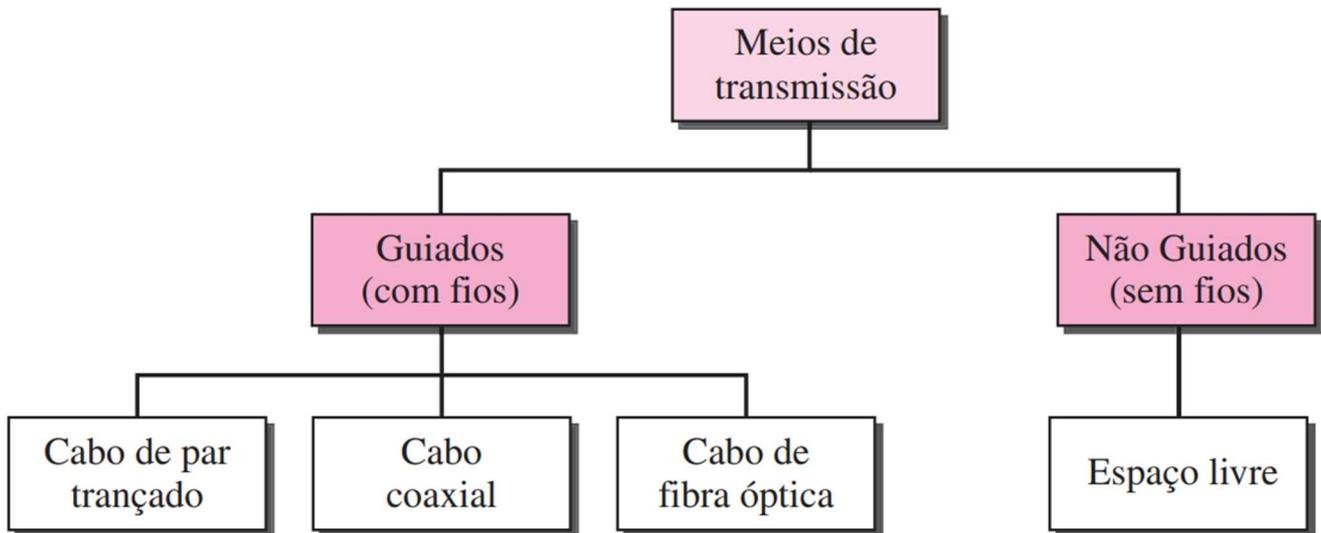 Meios de
transmissão
Guiados
(com fios)
Não Guiados
(sem fios)
Cabo de par
trançado
Cabo
coaxial
Cabo de
fibra óptica
Espaço livre